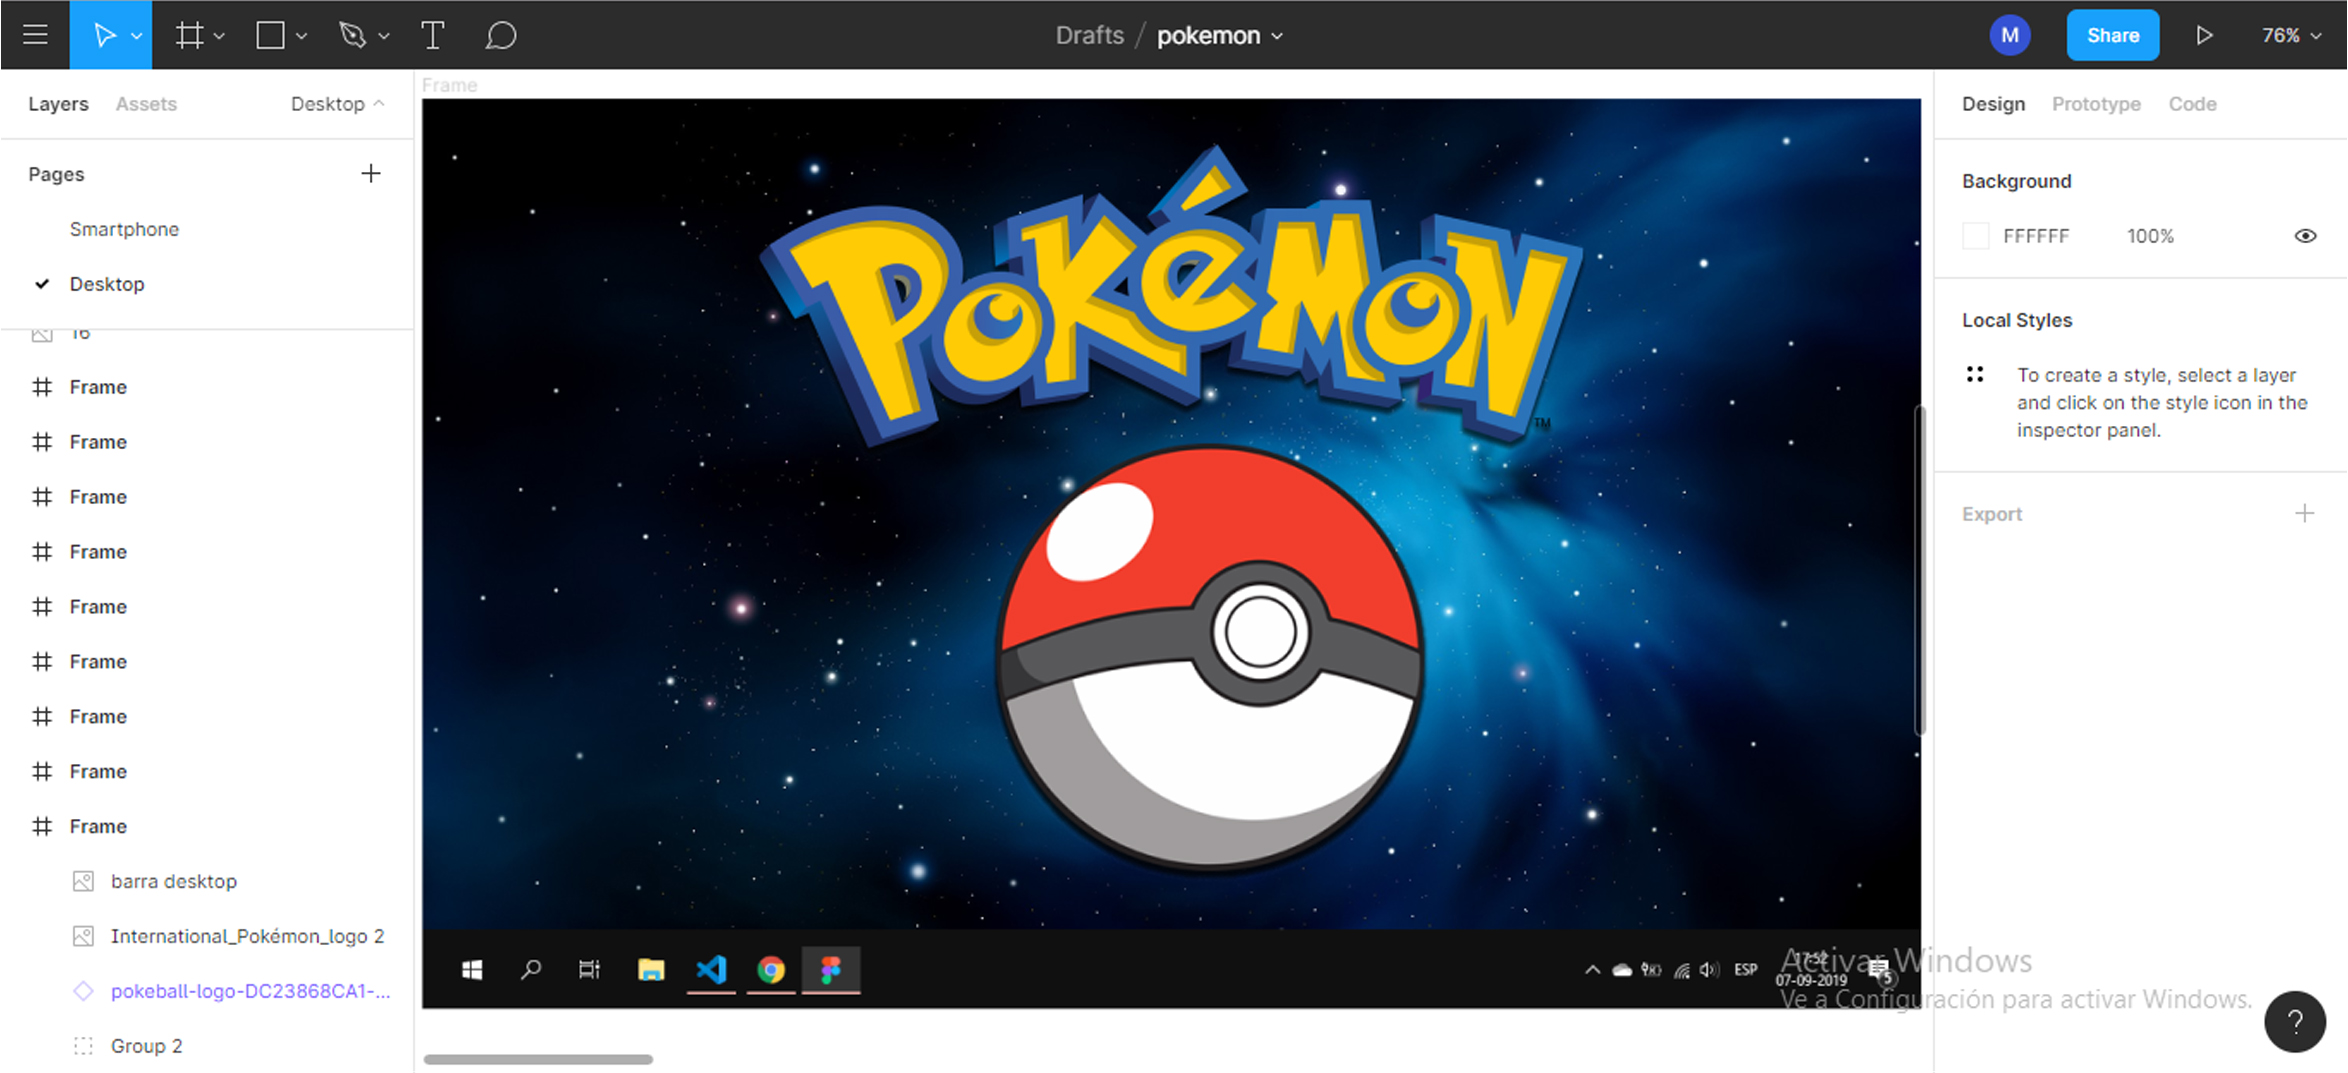 Drafts / pokemon
M
Share
76%
Layers
Assets
Desktop
Pages
Smartphone
Desktop
16
Frame
Frame
Frame
Frame
Frame
Frame
Frame
Frame
Frame
barra desktop
International_Pokémon_logo 2
pokeball-logo-DC23868CA1-...
Group 2
Frame
POKéMON
TM
ESP
17:52
07-09-2019
5
Activar Windows
Ve a Configuración para activar Windows.
Design
Prototype
Code
Background
FFFFFF
100%
Local Styles
To create a style, select a layer
and click on the style icon in the
inspector panel.
Export
?